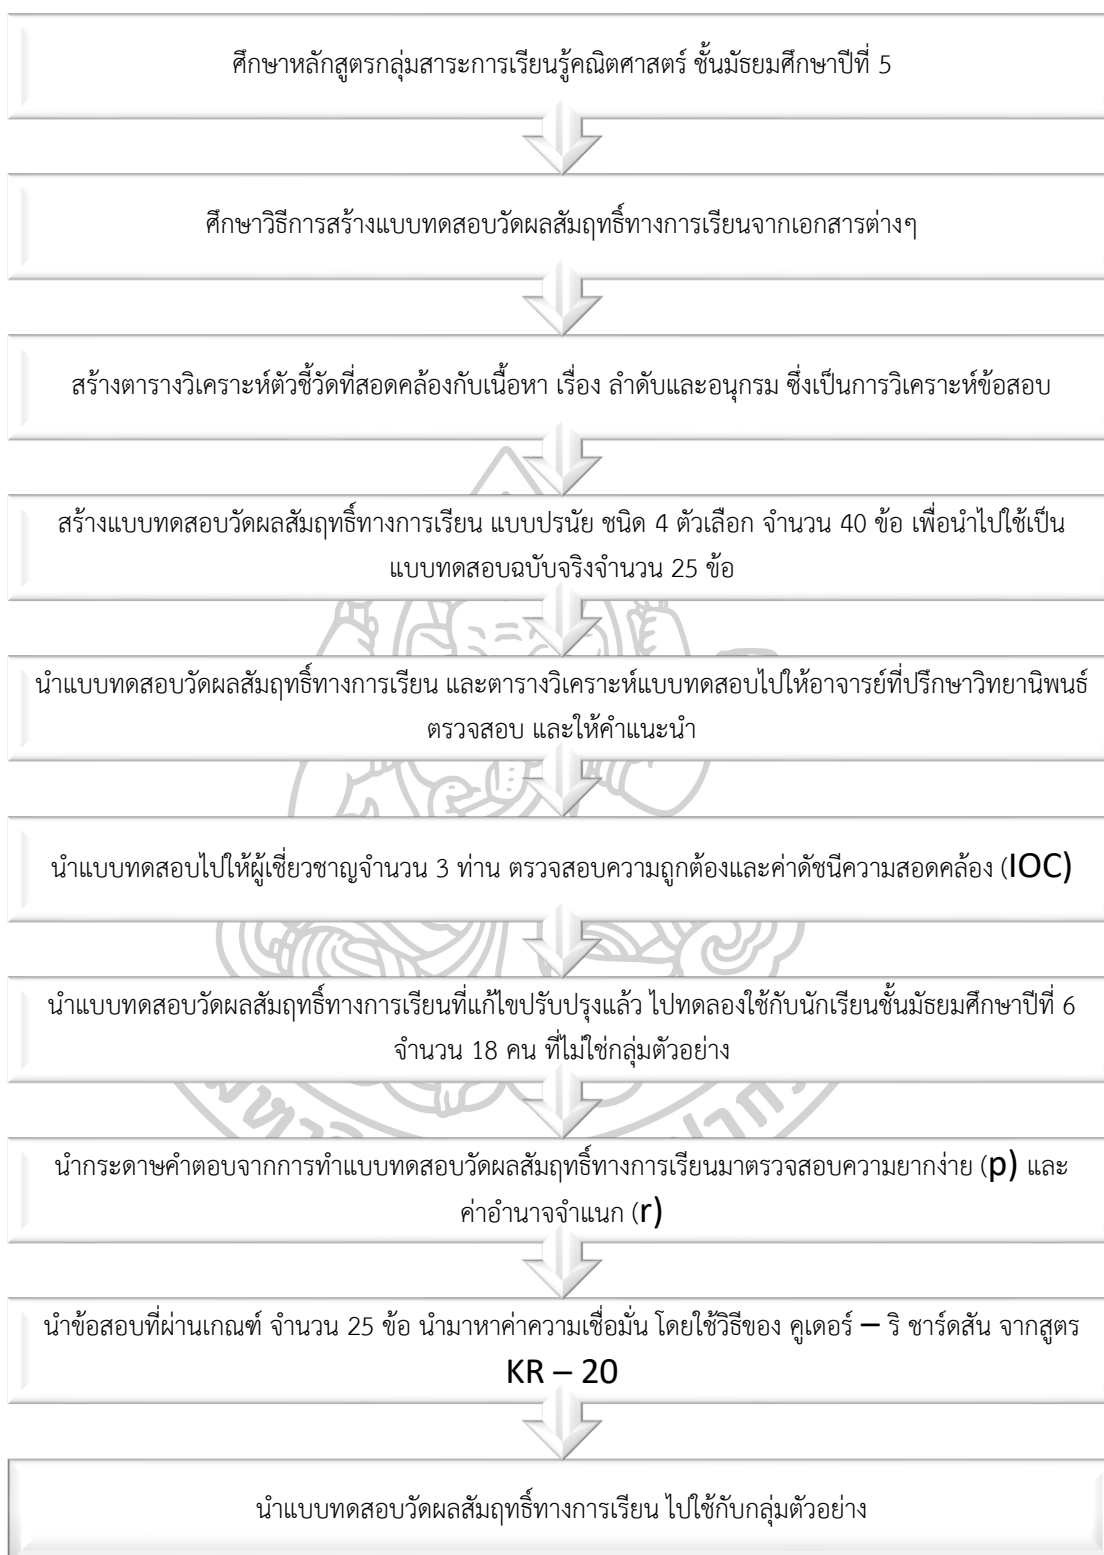 ศึกษาหลักสูตรกลุ่มสาระการเรียนรู้คณิตศาสตร์ ชั้นมัธยมศึกษาปีที่ 5
ศึกษาวิธีการสร้างแบบทดสอบวัดผลสัมฤทธิ์ทางการเรียนจากเอกสารต่างๆ
สร้างตารางวิเคราะห์ตัวชี้วัดที่สอดคล้องกับเนื้อหา เรื่อง ลำดับและอนุกรม ซึ่งเป็นการวิเคราะห์ข้อสอบ
สร้างแบบทดสอบวัดผลสัมฤทธิ์ทางการเรียน แบบปรนัย ชนิด 4 ตัวเลือก จำนวน 40 ข้อ เพื่อนำไปใช้เป็น
แบบทดสอบฉบับจริงจำนวน 25 ข้อ
นำแบบทดสอบวัดผลสัมฤทธิ์ทางการเรียน และตารางวิเคราะห์แบบทดสอบไปให้อาจารย์ที่ปรึกษาวิทยานิพนธ์
ตรวจสอบ และให้คำแนะนำ
นำแบบทดสอบไปให้ผู้เชี่ยวชาญจำนวน 3 ท่าน ตรวจสอบความถูกต้องและค่าดัชนีความสอดคล้อง (IOC)
นำแบบทดสอบวัดผลสัมฤทธิ์ทางการเรียนที่แก้ไขปรับปรุงแล้ว ไปทดลองใช้กับนักเรียนชั้นมัธยมศึกษาปีที่ 6
จำนวน 18 คน ที่ไม่ใช่กลุ่มตัวอย่าง
นำกระดาษคำตอบจากการทำแบบทดสอบวัดผลสัมฤทธิ์ทางการเรียนมาตรวจสอบความยากง่าย (p) และ
ค่าอำนาจจำแนก (r)
นำข้อสอบที่ผ่านเกณฑ์ จำนวน 25 ข้อ นำมาหาค่าความเชื่อมั่น โดยใช้วิธีของ คูเดอร์ – ริ ชาร์ดสัน จากสูตร
KR – 20
นำแบบทดสอบวัดผลสัมฤทธิ์ทางการเรียน ไปใช้กับกลุ่มตัวอย่าง